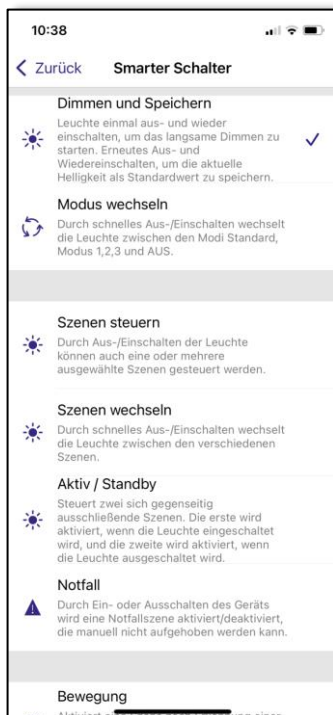 10:38
Zurück Smarter Schalter
Dimmen und Speichern
Leuchte einmal aus- und wieder
einschalten, um das langsame Dimmen zu
starten. Erneutes Aus- und
Wiedereinschalten, um die aktuelle
Helligkeit als Standardwert zu speichern.
Modus wechseln
Durch schnelles Aus-/Einschalten wechselt
die Leuchte zwischen den Modi Standard,
Modus 1,2,3 und AUS.
Szenen steuern
Durch Aus-/Einschalten der Leuchte
können auch eine oder mehrere
ausgewählte Szenen gesteuert werden.
Szenen wechseln
Durch schnelles Aus-/Einschalten wechselt
die Leuchte zwischen den verschiedenen
Szenen.
Aktiv / Standby
Steuert zwei sich gegenseitig
ausschließende Szenen. Die erste wird
aktiviert, wenn die Leuchte eingeschaltet
wird, und die zweite wird aktiviert, wenn
die Leuchte ausgeschaltet wird.
Notfall
Durch Ein- oder Ausschalten des Geräts
wird eine Notfallszene aktiviert/deaktiviert,
die manuell nicht aufgehoben werden kann.
Bewegung